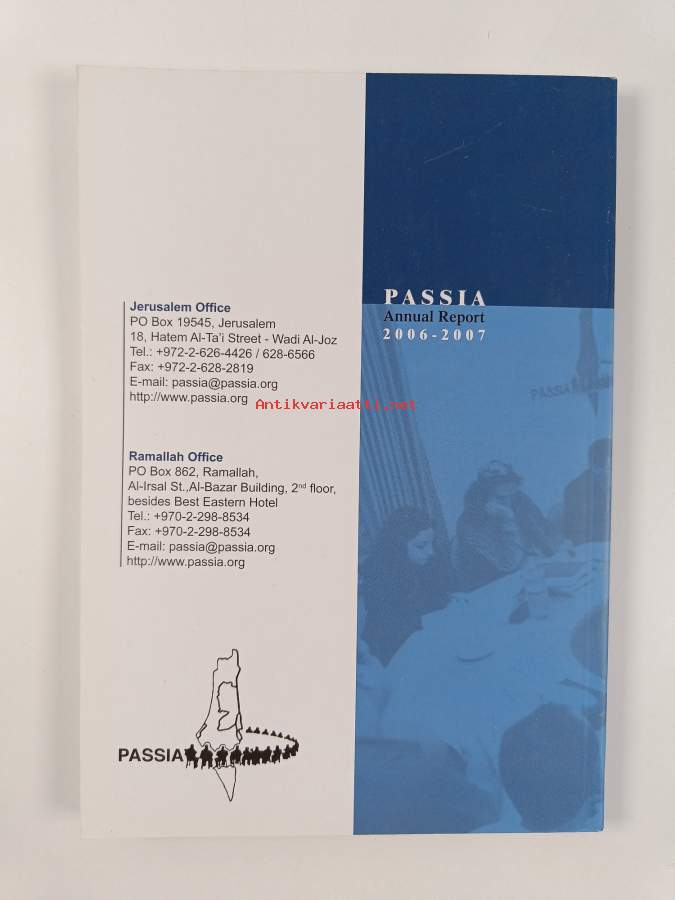 PASSIA
Annual Report
2006-2007
PASSIA
Jerusalem Office
PO Box 19545, Jerusalem
18, Hatem Al-Ta'i Street - Wadi Al-Joz
Tel.: +972-2-626-4426 / 628-6566
Fax: +972-2-628-2819
E-mail: passia@passia.org
http://www.passia.org
Antikvariaatti.net
Ramallah Office
PO Box 862, Ramallah,
Al-Irsal St.,Al-Bazar Building, 2nd floor,
besides Best Eastern Hotel
Tel.: +970-2-298-8534
Fax: +970-2-298-8534
E-mail: passia@passia.org
http://www.passia.org
PASSIA